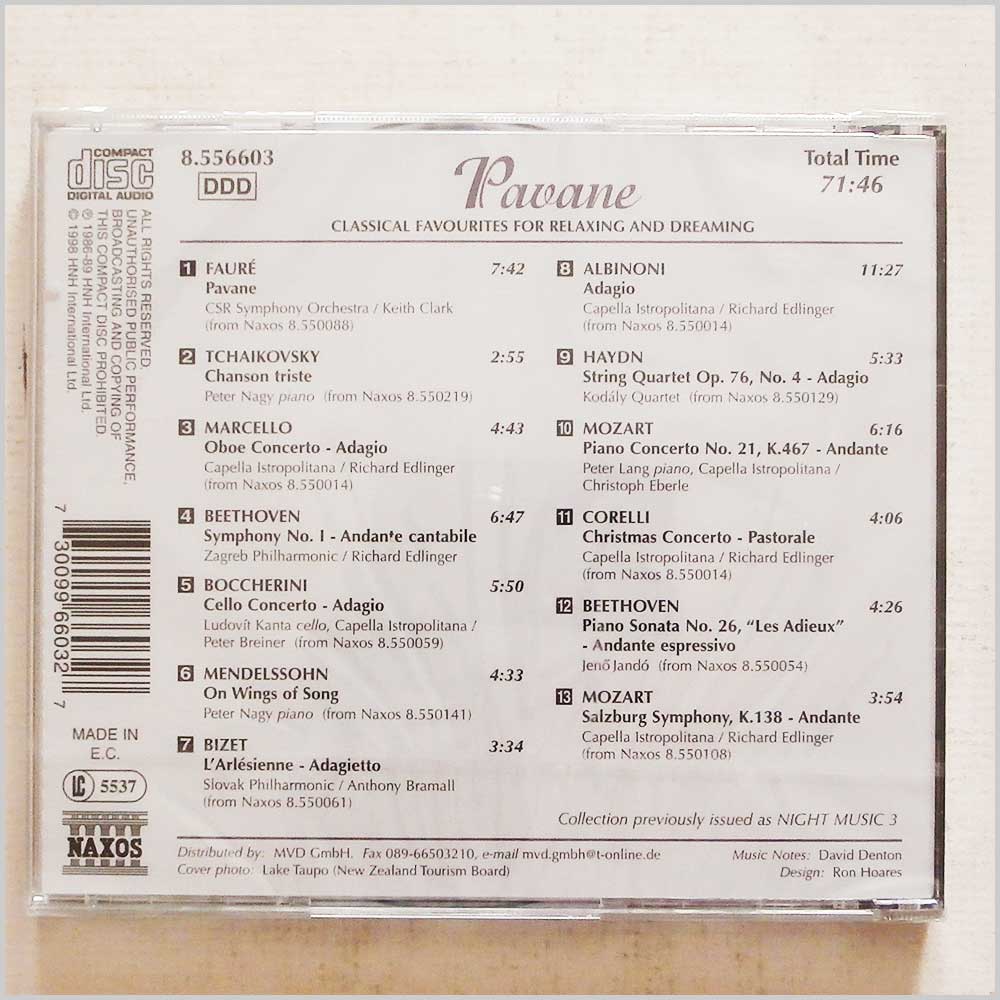 COMPACT
disc
DIGITAL AUDIO
ALL RIGHTS RESERVED.
UNAUTHORISED PUBLIC PERFORMANCE,
BROADCASTING AND COPYING OF
THIS COMPACT DISC PROHIBITED.
℗ 1986-89 HNH International Ltd.
© 1998 HNH International Ltd.
7 30099 66032 7
MADE IN
E.C.
LC 5537
NAXOS
8.556603
DDD
Pavane
CLASSICAL FAVOURITES FOR RELAXING AND DREAMING
Total Time
71:46
1 FAURÉ 7:42
Pavane
CSR Symphony Orchestra / Keith Clark
(from Naxos 8.550088)
2 TCHAIKOVSKY 2:55
Chanson triste
Peter Nagy piano (from Naxos 8.550219)
3 MARCELLO 4:43
Oboe Concerto - Adagio
Capella Istropolitana / Richard Edlinger
(from Naxos 8.550014)
4 BEETHOVEN 6:47
Symphony No. 1 - Andante cantabile
Zagreb Philharmonic / Richard Edlinger
5 BOCCHERINI 5:50
Cello Concerto - Adagio
Ludovít Kanta cello, Capella Istropolitana /
Peter Breiner (from Naxos 8.550059)
6 MENDELSSOHN 4:33
On Wings of Song
Peter Nagy piano (from Naxos 8.550141)
7 BIZET 3:34
L'Arlésienne - Adagietto
Slovak Philharmonic / Anthony Bramall
(from Naxos 8.550061)
8 ALBINONI 11:27
Adagio
Capella Istropolitana / Richard Edlinger
(from Naxos 8.550014)
9 HAYDN 5:33
String Quartet Op. 76, No. 4 - Adagio
Kodály Quartet (from Naxos 8.550129)
10 MOZART 6:16
Piano Concerto No. 21, K.467 - Andante
Peter Lang piano, Capella Istropolitana /
Christoph Eberle
11 CORELLI 4:06
Christmas Concerto - Pastorale
Capella Istropolitana / Richard Edlinger
(from Naxos 8.550014)
12 BEETHOVEN 4:26
Piano Sonata No. 26, "Les Adieux"
- Andante espressivo
Jenő Jandó (from Naxos 8.550054)
13 MOZART 3:54
Salzburg Symphony, K.138 - Andante
Capella Istropolitana / Richard Edlinger
(from Naxos 8.550108)
Collection previously issued as NIGHT MUSIC 3
Distributed by: MVD GmbH. Fax 089-66503210, e-mail mvd.gmbh@t-online.de
Cover photo: Lake Taupo (New Zealand Tourism Board)
Music Notes: David Denton
Design: Ron Hoares